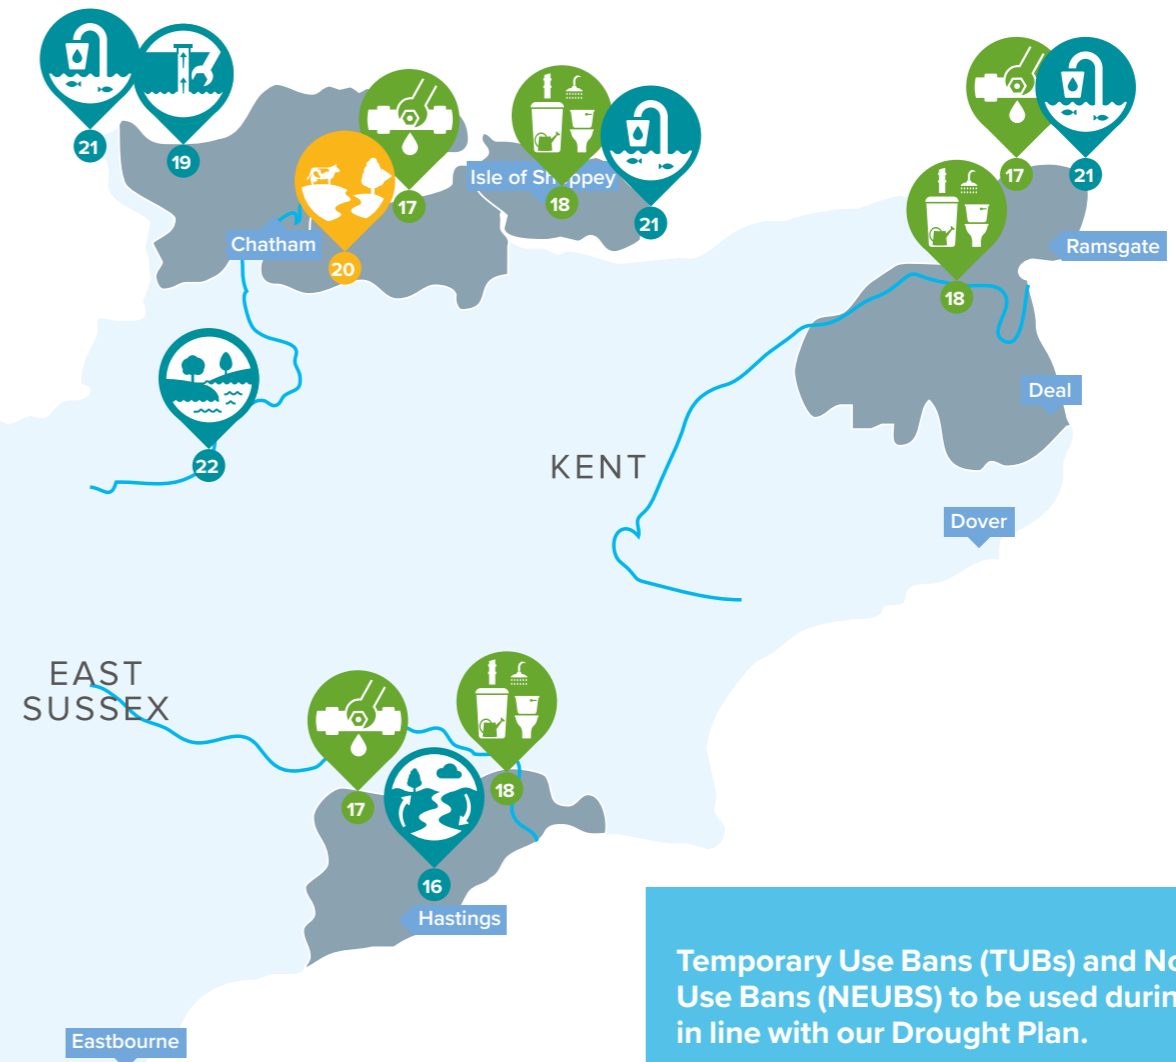 21
19
17
Isle of Sheppey
18
21
17
21
18
Chatham
20
Ramsgate
Deal
22
KENT
Dover
EAST
SUSSEX
17
18
16
Hastings
Eastbourne
Temporary Use Bans (TUBs) and No
Use Bans (NEUBS) to be used durin
in line with our Drought Plan.